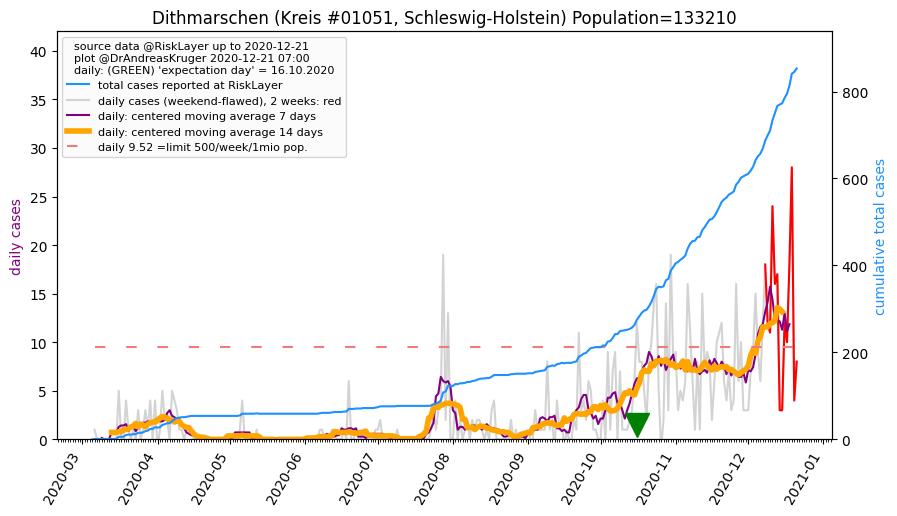 Dithmarschen (Kreis #01051, Schleswig-Holstein) Population=133210
source data @RiskLayer up to 2020-12-21
plot @DrAndreasKruger 2020-12-21 07:00
daily: (GREEN) 'expectation day' = 16.10.2020
total cases reported at RiskLayer
daily cases (weekend-flawed), 2 weeks: red
daily: centered moving average 7 days
daily: centered moving average 14 days
daily 9.52 =limit 500/week/1mio pop.
daily cases
40
35
30
25
20
15
10
5
0
cumulative total cases
800
600
400
200
0
2020-03
2020-04
2020-05
2020-06
2020-07
2020-08
2020-09
2020-10
2020-11
2020-12
2021-01